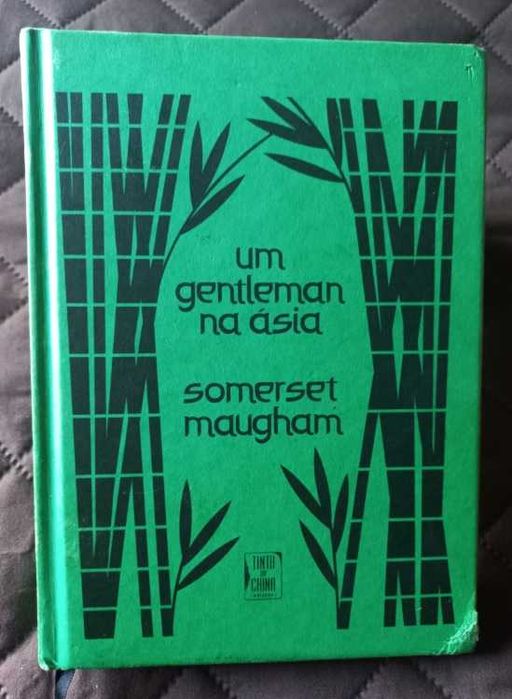 um
gentleman
na ásia
somerset
maugham
TINTA
DA
CHINA